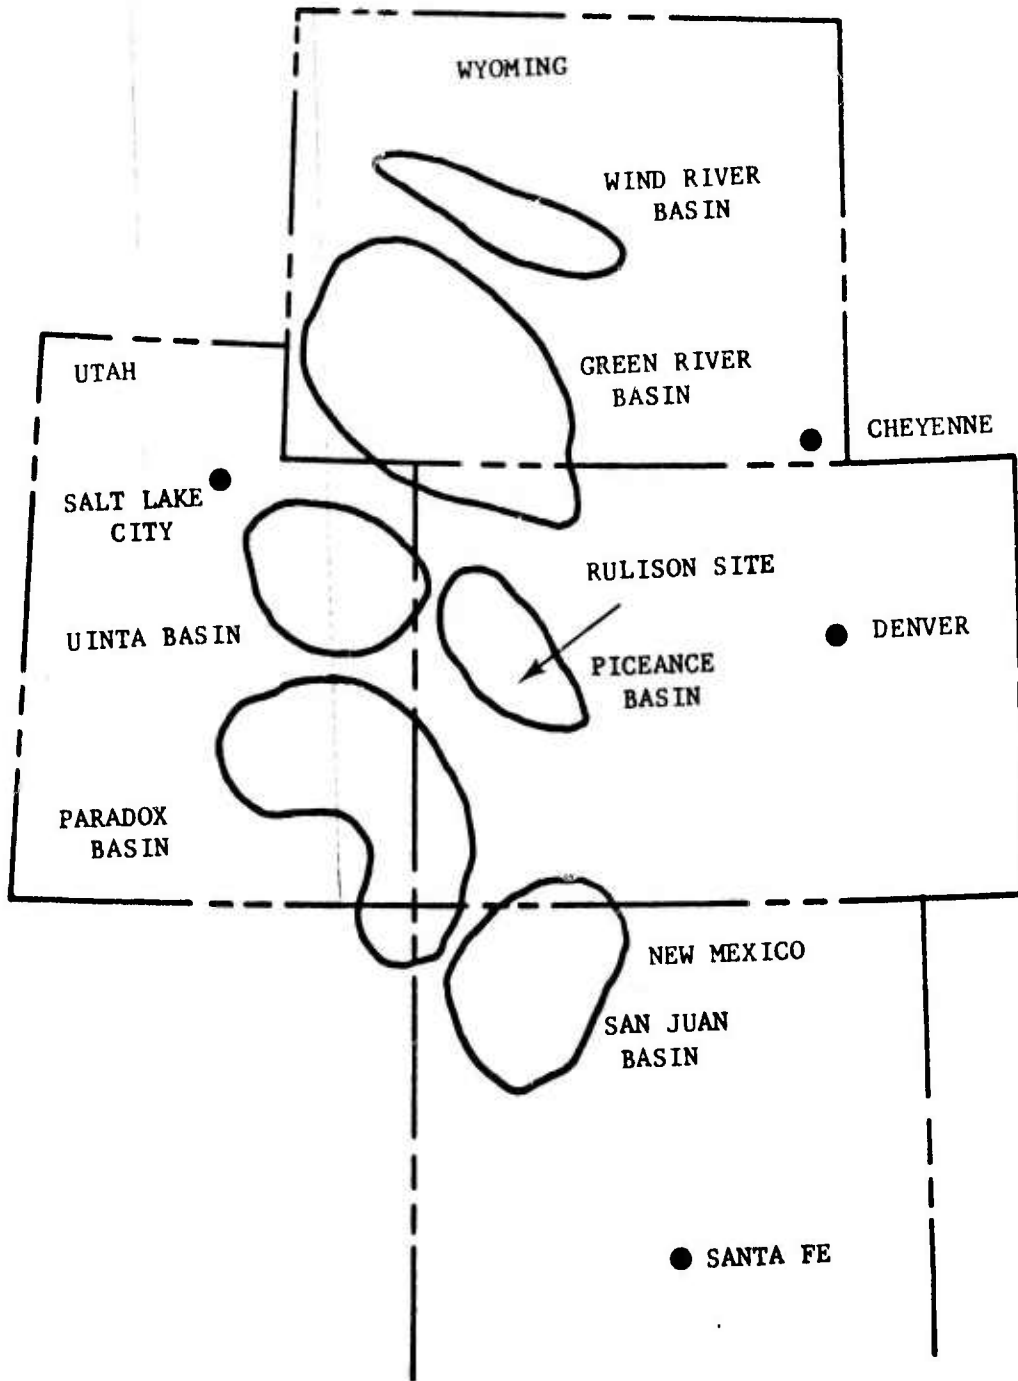 WYOMING
WIND RIVER
BASIN
GREEN RIVER
BASIN
UTAH
CHEYENNE
SALT LAKE
CITY
RULISON SITE
UINTA BASIN
DENVER
PICEANCE
BASIN
PARADOX
BASIN
NEW MEXICO
SAN JUAN
BASIN
SANTA FE